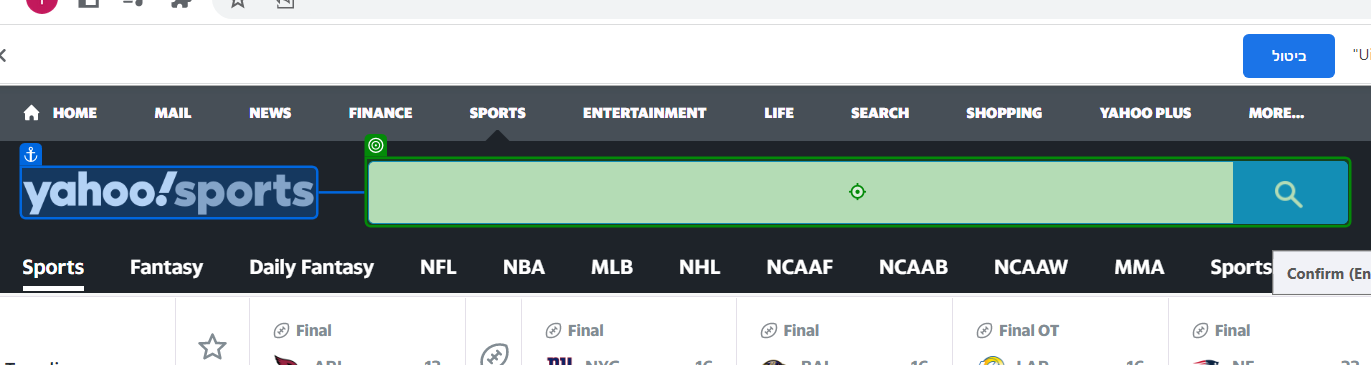 ביטול "Ui
HOME MAIL NEWS FINANCE SPORTS ENTERTAINMENT LIFE SEARCH SHOPPING YAHOO PLUS MORE...
yahoo!sports
Sports Fantasy Daily Fantasy NFL NBA MLB NHL NCAAF NCAAB NCAAW MMA Sports
Confirm (En
Final Final Final Final OT Final